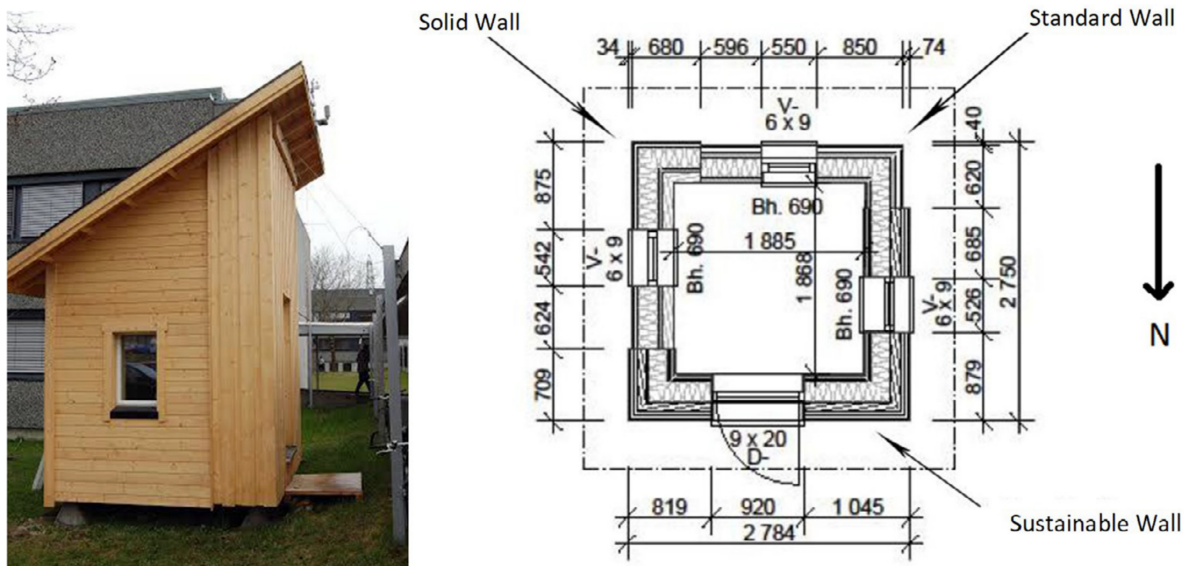 Solid Wall
Standard Wall
34 680 596 550 850 74
V-
6 x 9
40
875
620
Bh. 690
V-
6 x 9
542
Bh. 690
1 885
1 868
Bh. 690
685
2 750
V-
6 x 9
526
624
N
709
879
9 x 20
D-
819 920 1 045
2 784
Sustainable Wall